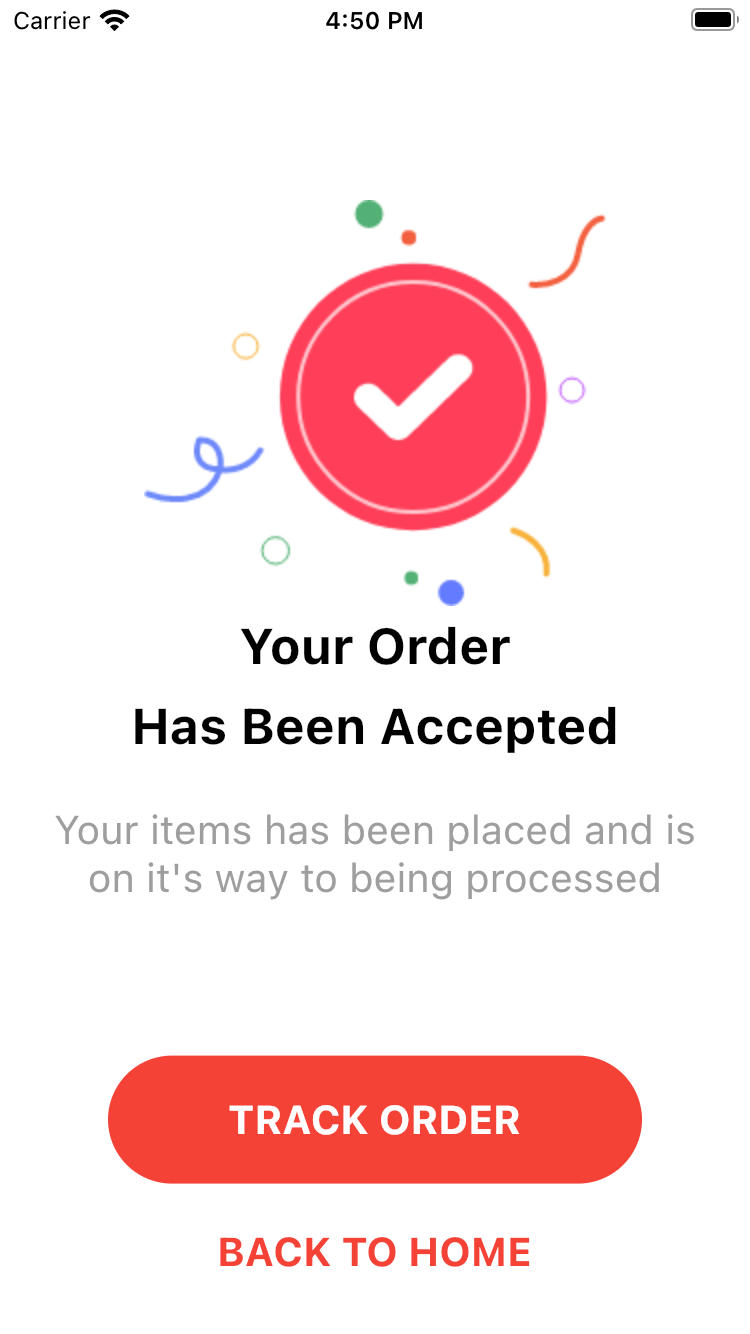 Carrier 4:50 PM
Your Order
Has Been Accepted
Your items has been placed and is
on it's way to being processed
TRACK ORDER
BACK TO HOME